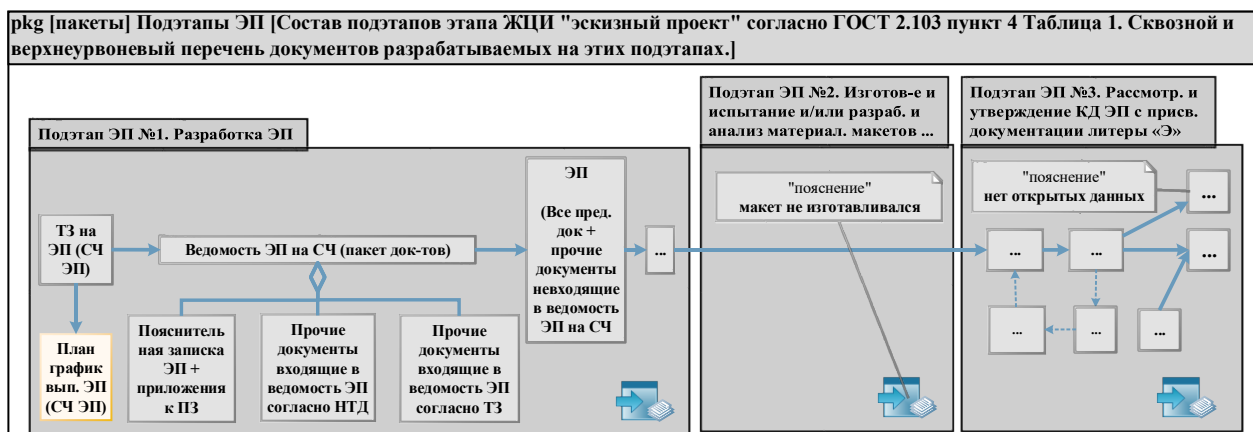 pkg [пакеты] Подэтапы ЭП [Состав подэтапов этапа ЖЦИ "эскизный проект" согласно ГОСТ 2.103 пункт 4 Таблица 1. Сквозной и
верхнеурвоневый перечень документов разрабатываемых на этих подэтапах.]
Подэтап ЭП №1. Разработка ЭП
ТЗ на
ЭП (СЧ
ЭП)
Ведомость ЭП на СЧ (пакет док-тов)
ЭП
(Все пред.
док +
прочие
документы
невходящие
в ведомость
ЭП на СЧ
...
План
график
вып. ЭП
(СЧ ЭП)
Пояснитель
ная записка
ЭП +
приложения
к ПЗ
Прочие
документы
входящие в
ведомость ЭП
согласно НТД
Прочие
документы
входящие в
ведомость ЭП
согласно ТЗ
Подэтап ЭП №2. Изготов-е и
испытание и/или разраб. и
анализ материал. макетов ...
"пояснение"
макет не изготавливался
Подэтап ЭП №3. Рассмотр. и
утверждение КД ЭП с присв.
документации литеры «Э»
"пояснение"
нет открытых данных
...
...
...
...
...
...
...